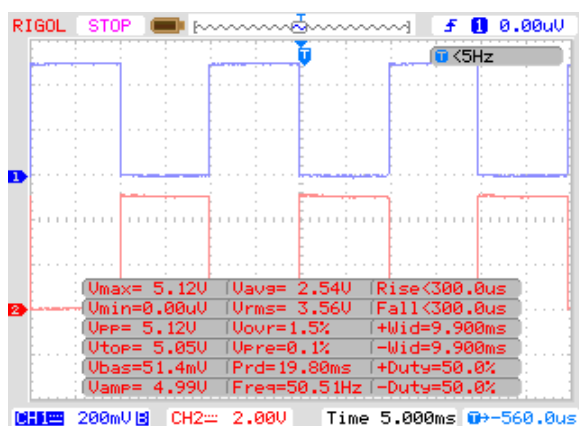 RIGOL STOP T f 1 0.00uV
T <5Hz
T
1
2
Vmax= 5.12V Vavg= 2.54V Rise<300.0us
Vmin=0.00uV Vrms= 3.56V Fall<300.0us
Vpp= 5.12V Vovr=1.5% +Wid=9.900ms
Vtop= 5.05V Vpre=0.1% -Wid=9.900ms
Vbas=51.4mV Prd=19.80ms +Duty=50.0%
Vamp= 4.99V Freq=50.51Hz -Duty=50.0%
CH1 200mV B CH2 2.00V Time 5.000ms T→-560.0us